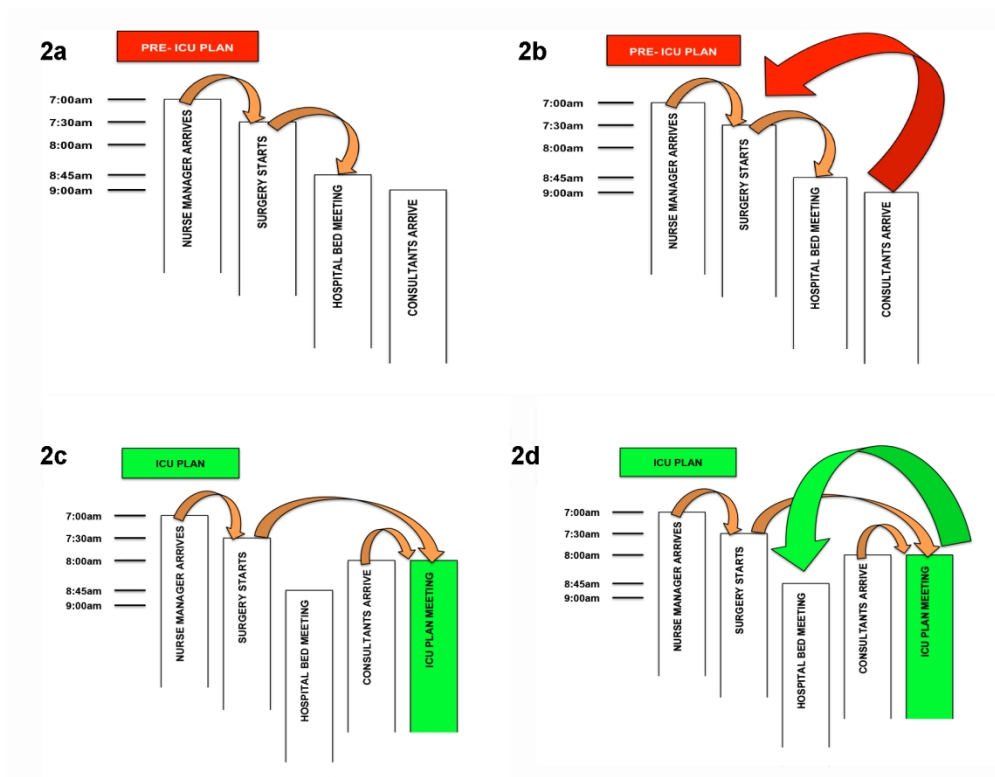 2a
PRE- ICU PLAN
7:00am
7:30am
8:00am
8:45am
9:00am
NURSE MANAGER ARRIVES
SURGERY STARTS
HOSPITAL BED MEETING
CONSULTANTS ARRIVE
2b
PRE- ICU PLAN
7:00am
7:30am
8:00am
8:45am
9:00am
NURSE MANAGER ARRIVES
SURGERY STARTS
HOSPITAL BED MEETING
CONSULTANTS ARRIVE
2c
ICU PLAN
7:00am
7:30am
8:00am
8:45am
9:00am
NURSE MANAGER ARRIVES
SURGERY STARTS
HOSPITAL BED MEETING
CONSULTANTS ARRIVE
ICU PLAN MEETING
2d
ICU PLAN
7:00am
7:30am
8:00am
8:45am
9:00am
NURSE MANAGER ARRIVES
SURGERY STARTS
HOSPITAL BED MEETING
CONSULTANTS ARRIVE
ICU PLAN MEETING